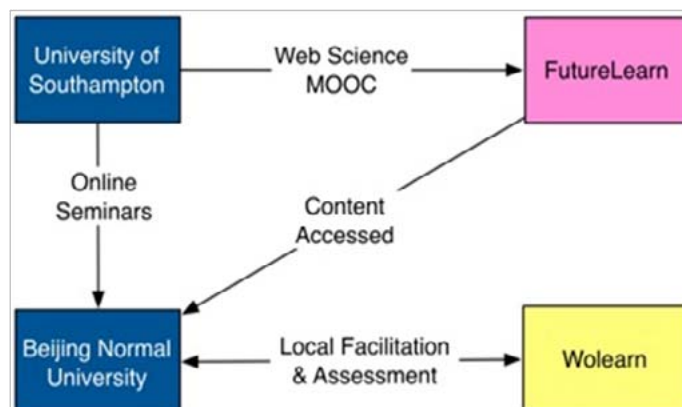 University of
Southampton
Web Science
MOOC
FutureLearn
Online
Seminars
Content
Accessed
Beijing Normal
University
Local Facilitation
& Assessment
Wolearn